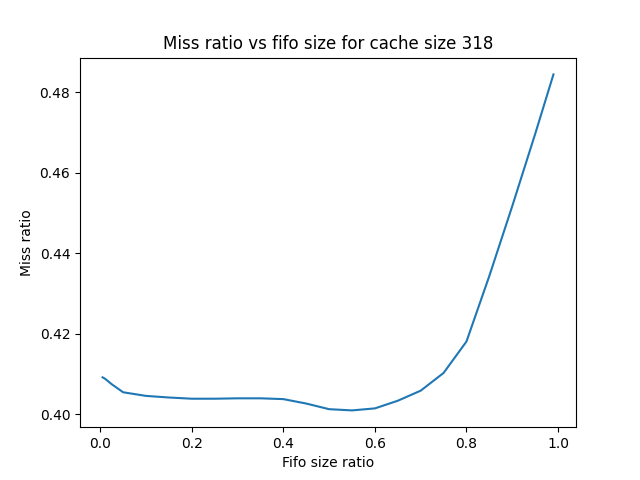 Miss ratio vs fifo size for cache size 318
0.48
0.46
0.44
0.42
0.40
Miss ratio
0.0 0.2 0.4 0.6 0.8 1.0
Fifo size ratio